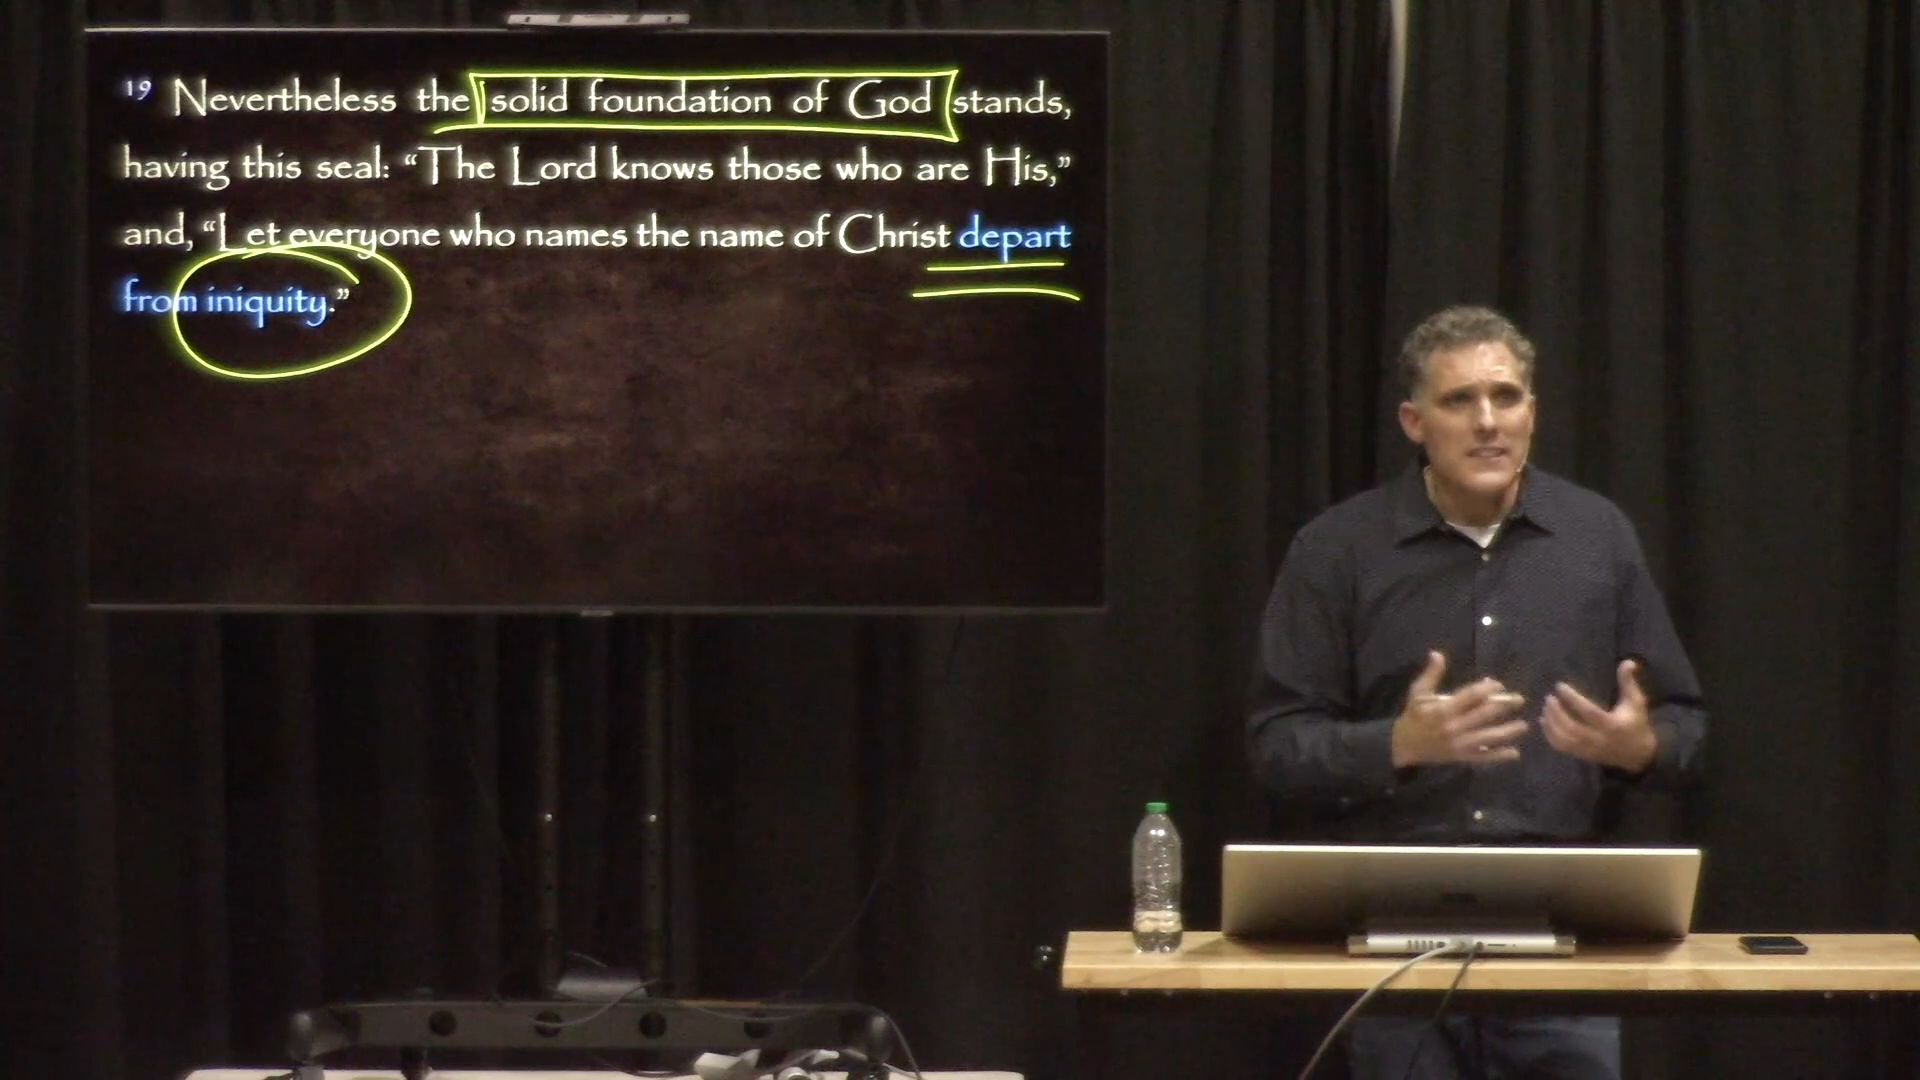 19 Nevertheless the solid foundation of God stands,
having this seal: “The Lord knows those who are His,”
and, “Let everyone who names the name of Christ depart
from iniquity.”